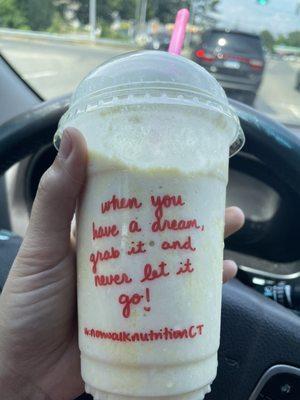 when you
have a dream,
grab it and
never let it
go!
@norwalknutritionCT